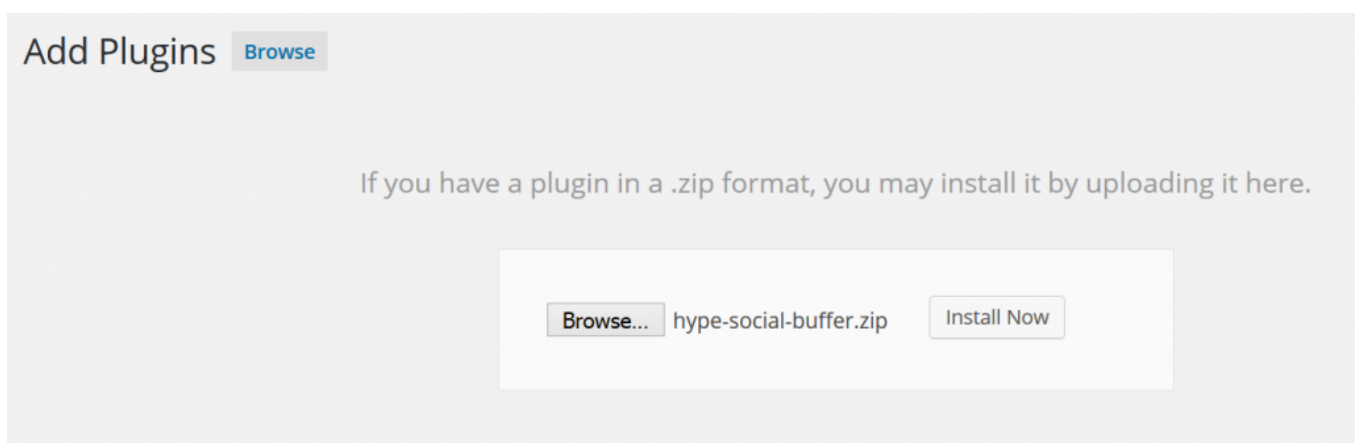 Add Plugins Browse
If you have a plugin in a .zip format, you may install it by uploading it here.
Browse... hype-social-buffer.zip Install Now